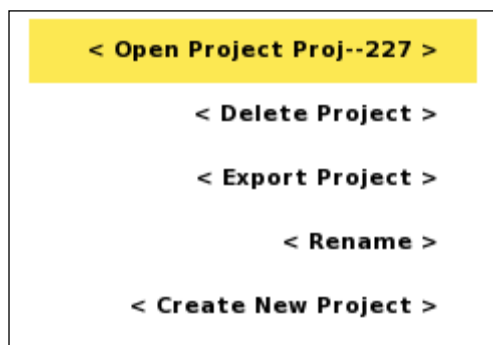 < Open Project Proj--227 >
< Delete Project >
< Export Project >
< Rename >
< Create New Project >